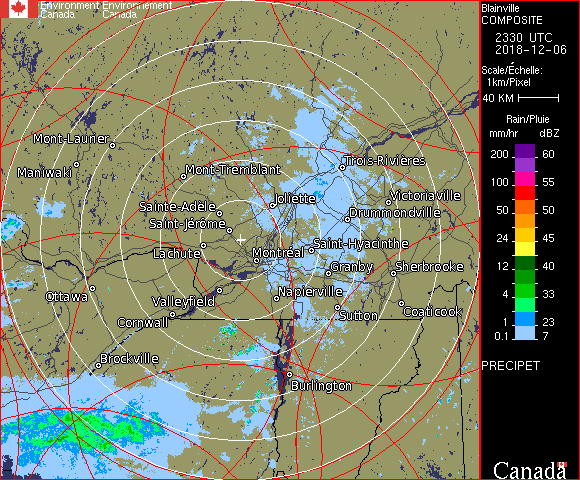 Environment Environnement
Canada Canada
Blainville
COMPOSITE
2330 UTC
2018-12-06
Scale/Échelle:
1km/Pixel
40 KM
Rain/Pluie
mm/hr dBZ
200 60
100 55
50 50
24 45
12 40
4 33
1 23
0.1 7
PRECIPET
Mont-Laurier
Maniwaki
Mont-Tremblant
Trois-Rivières
Sainte-Adèle
Joliette
Victoriaville
Drummondville
Saint-Jérôme
Lachute
Montréal
Saint-Hyacinthe
Granby
Sherbrooke
Ottawa
Valleyfield
Napierville
Cornwall
Sutton
Coaticook
Brockville
Burlington
Canada